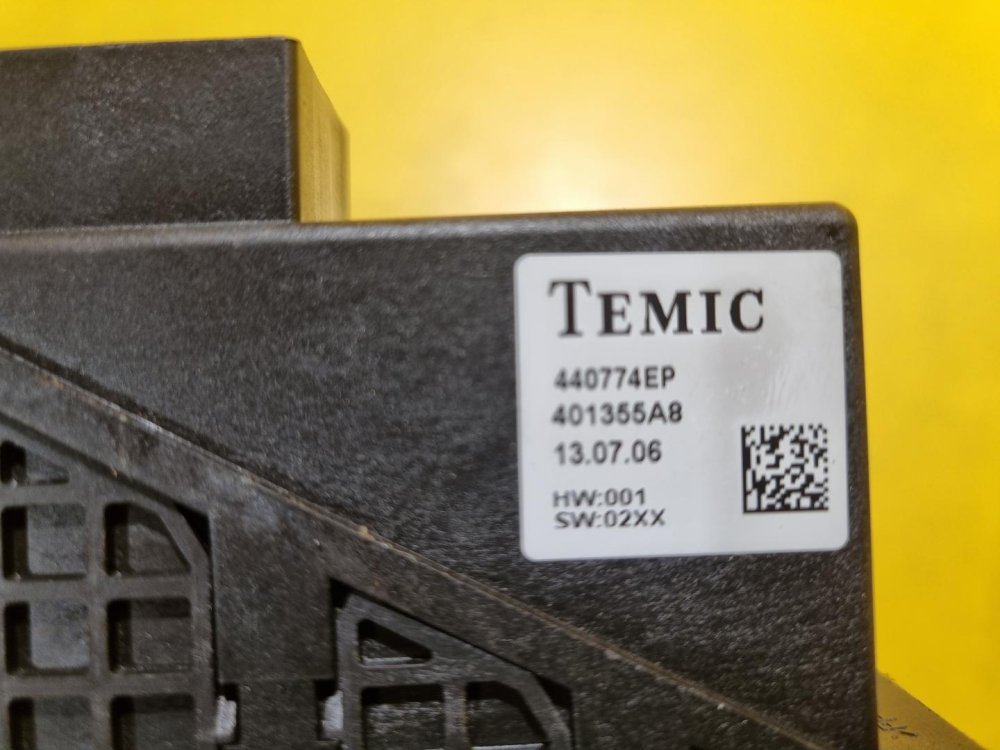 TEMIC
440774EP
401355A8
13.07.06
HW:001
SW:02XX